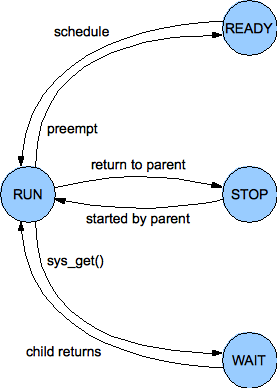 schedule
READY
preempt
return to parent
RUN
STOP
started by parent
sys_get()
child returns
WAIT